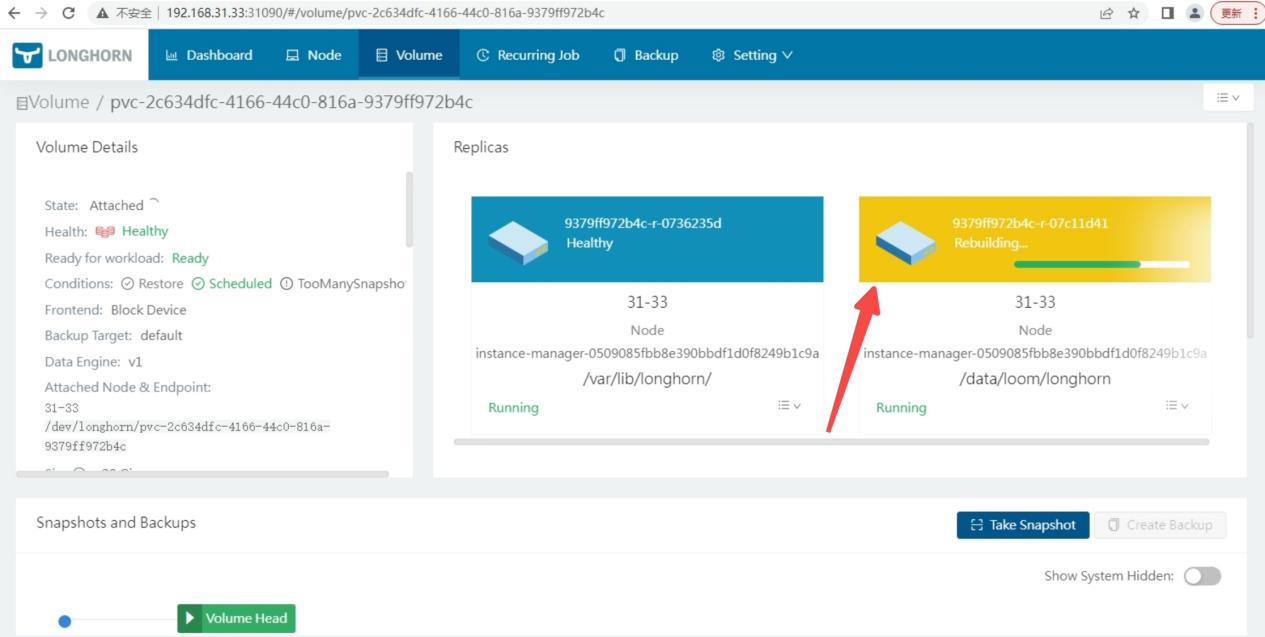 不安全 192.168.31.33:31090/#/volume/pvc-2c634dfc-4166-44c0-816a-9379ff972b4c 更新
LONGHORN Dashboard Node Volume Recurring Job Backup Setting
Volume / pvc-2c634dfc-4166-44c0-816a-9379ff972b4c
Volume Details
State: Attached
Health: Healthy
Ready for workload: Ready
Conditions: Restore Scheduled TooManySnapsho
Frontend: Block Device
Backup Target: default
Data Engine: v1
Attached Node & Endpoint:
31-33
/dev/longhorn/pvc-2c634dfc-4166-44c0-816a-
9379ff972b4c
Replicas
9379ff972b4c-r-0736235d
Healthy
31-33
Node
instance-manager-0509085fbb8e390bbdf1d0f8249b1c9a
/var/lib/longhorn/
Running
9379ff972b4c-r-07c11d41
Rebuilding...
31-33
Node
instance-manager-0509085fbb8e390bbdf1d0f8249b1c9a
/data/loom/longhorn
Running
Snapshots and Backups
Take Snapshot
Create Backup
Show System Hidden:
Volume Head